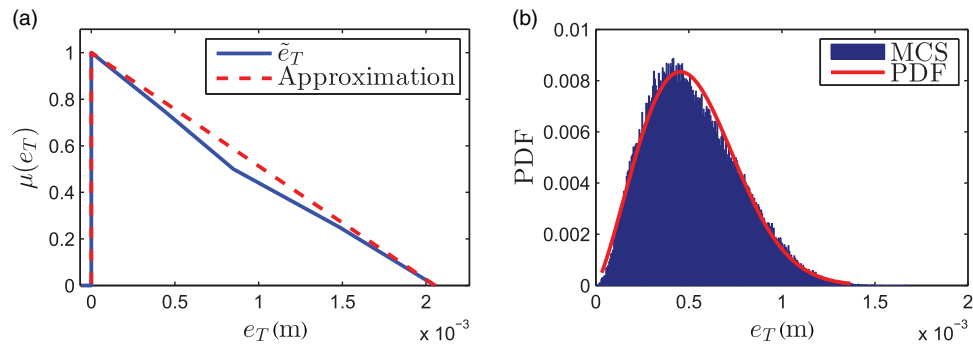 (a)
1
0.8
0.6
0.4
0.2
0
μ(e_T)
ẽ_T
Approximation
0 0.5 1 1.5 2
e_T (m)
x 10⁻³
(b)
0.01
0.008
0.006
0.004
0.002
0
PDF
MCS
PDF
0 0.5 1 1.5 2
e_T (m)
x 10⁻³